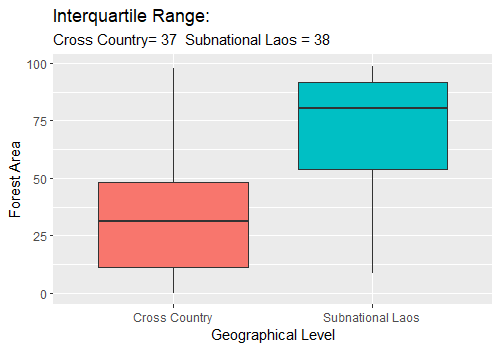 Interquartile Range:
Cross Country= 37  Subnational Laos = 38
100
75
50
25
0
Forest Area
Cross Country
Subnational Laos
Geographical Level